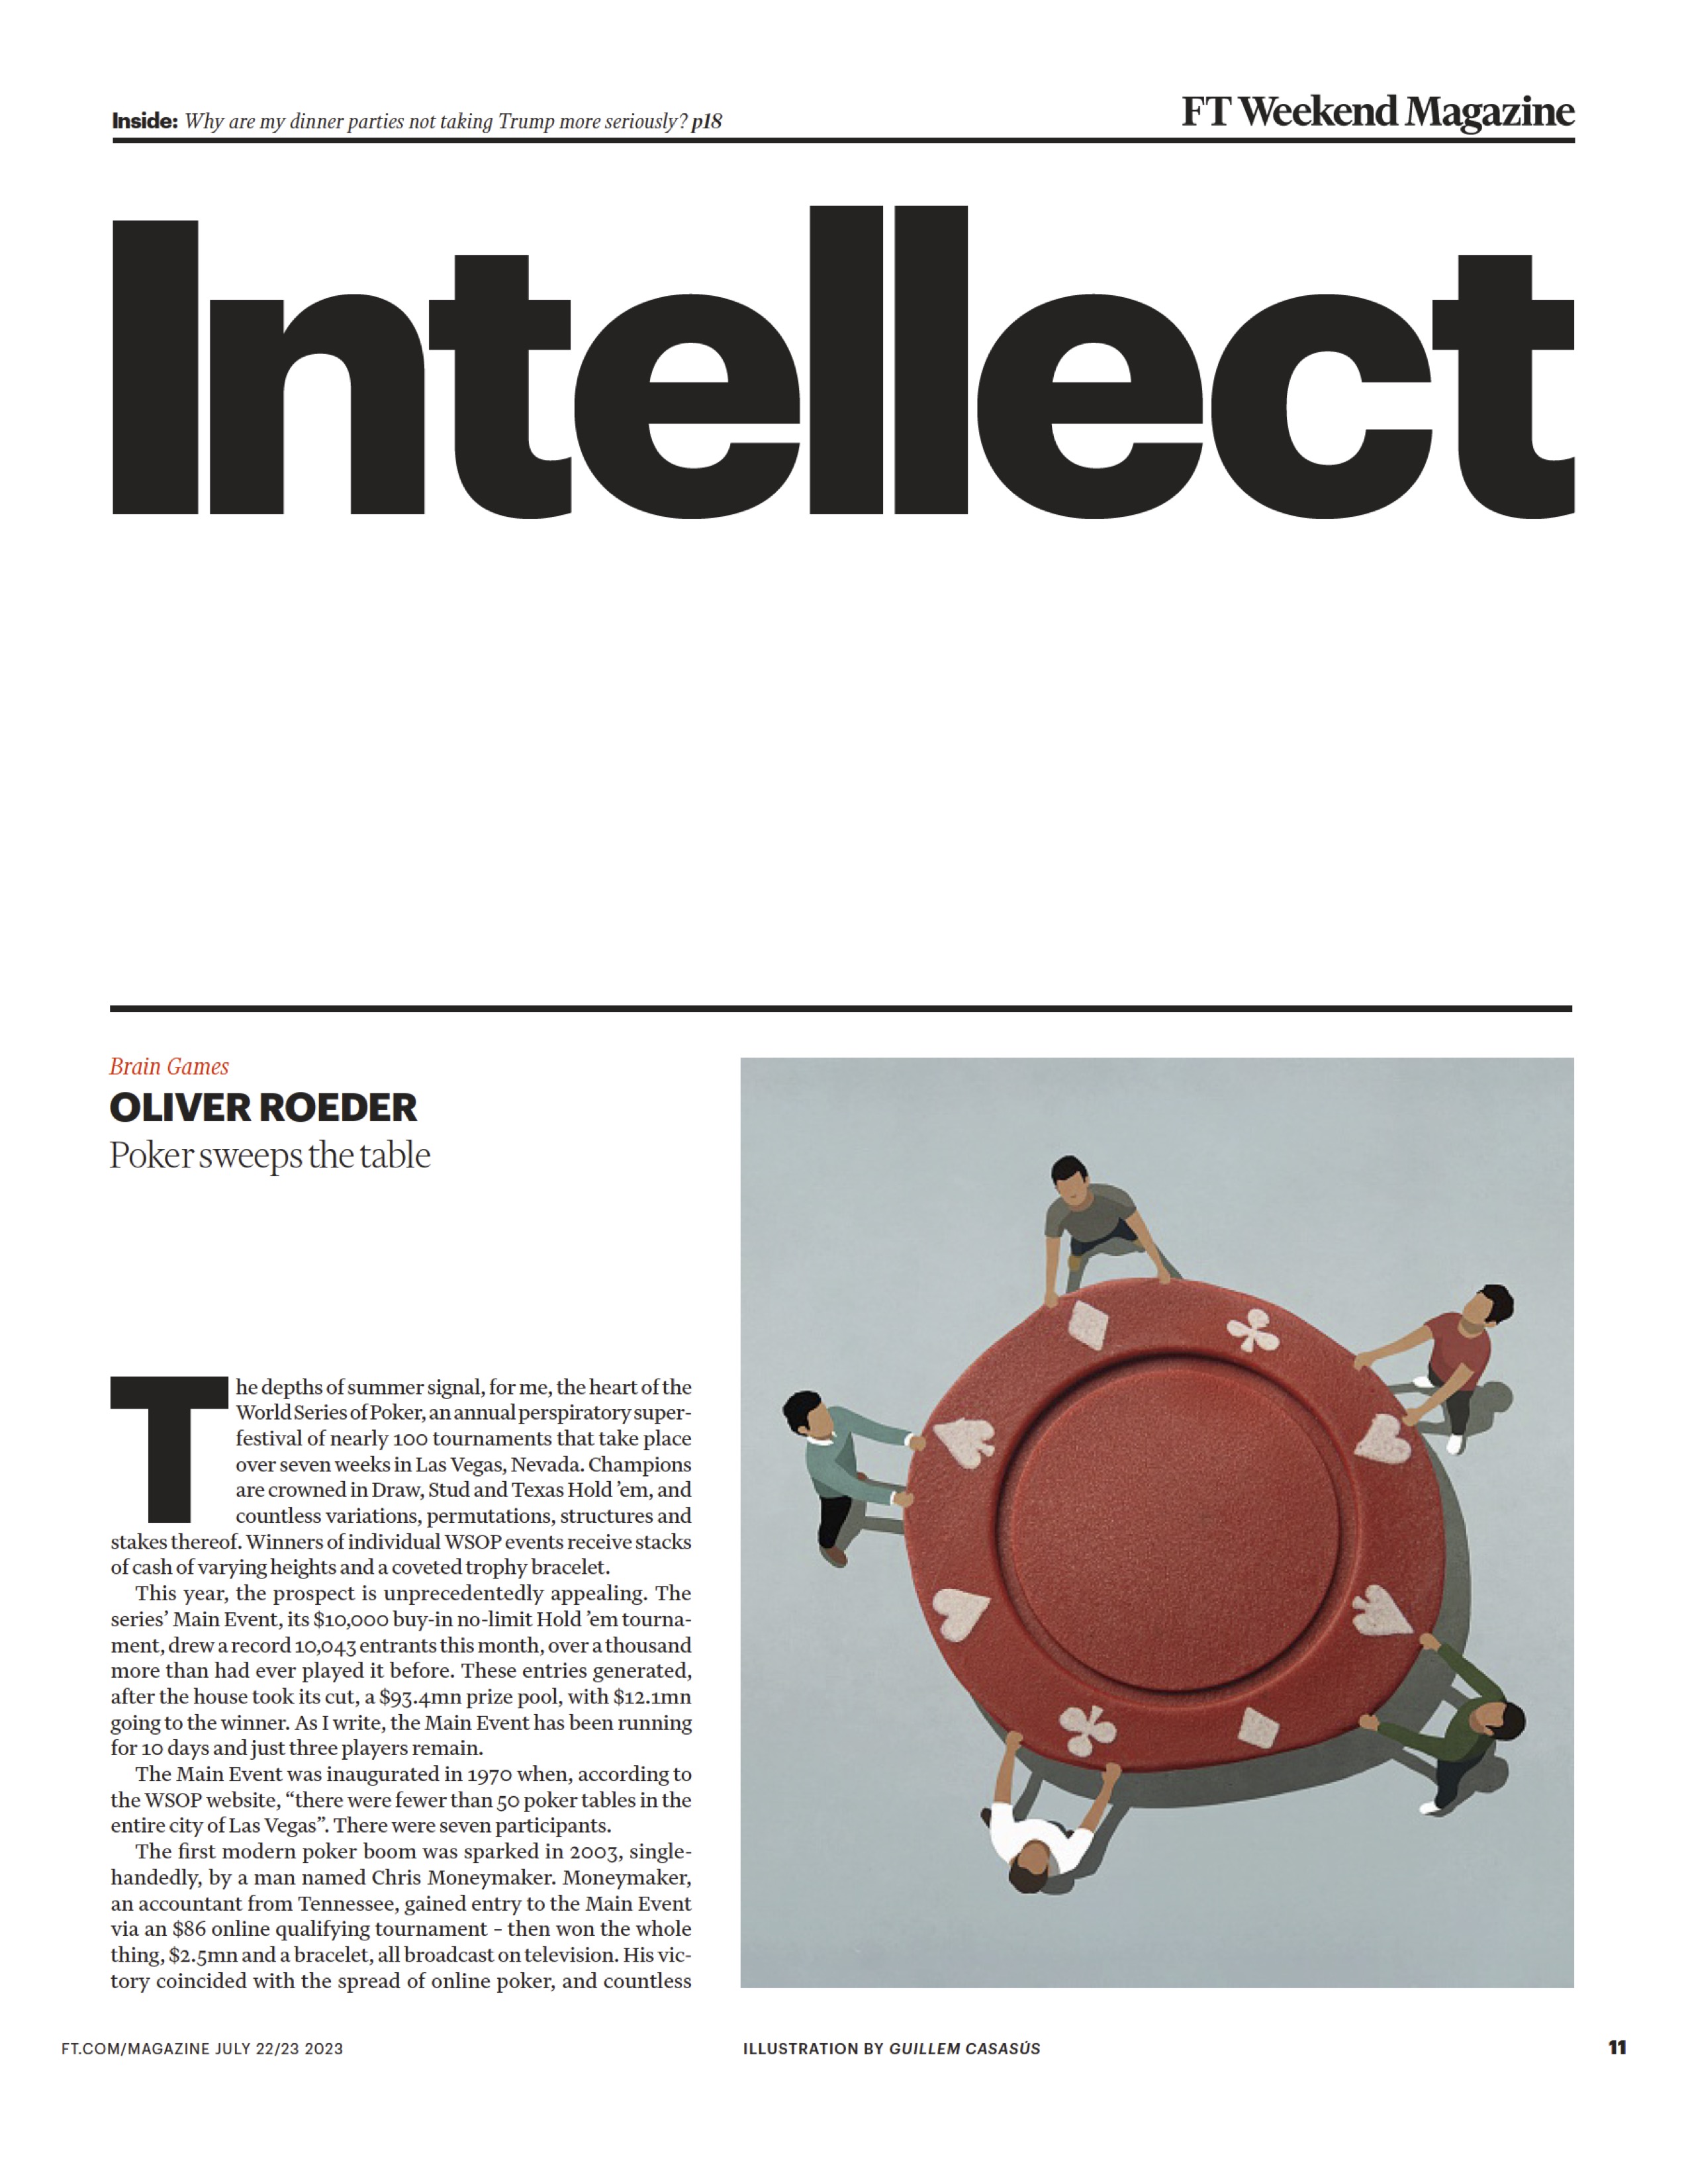 Inside: Why are my dinner parties not taking Trump more seriously? p18
FT Weekend Magazine
Intellect
Brain Games
OLIVER ROEDER
Poker sweeps the table
The depths of summer signal, for me, the heart of the
World Series of Poker, an annual perspiratory super-
festival of nearly 100 tournaments that take place
over seven weeks in Las Vegas, Nevada. Champions
are crowned in Draw, Stud and Texas Hold ’em, and
countless variations, permutations, structures and
stakes thereof. Winners of individual WSOP events receive stacks
of cash of varying heights and a coveted trophy bracelet.
This year, the prospect is unprecedentedly appealing. The
series’ Main Event, its $10,000 buy-in no-limit Hold ’em tourna-
ment, drew a record 10,043 entrants this month, over a thousand
more than had ever played it before. These entries generated,
after the house took its cut, a $93.4mn prize pool, with $12.1mn
going to the winner. As I write, the Main Event has been running
for 10 days and just three players remain.
The Main Event was inaugurated in 1970 when, according to
the WSOP website, “there were fewer than 50 poker tables in the
entire city of Las Vegas”. There were seven participants.
The first modern poker boom was sparked in 2003, single-
handedly, by a man named Chris Moneymaker. Moneymaker,
an accountant from Tennessee, gained entry to the Main Event
via an $86 online qualifying tournament – then won the whole
thing, $2.5mn and a bracelet, all broadcast on television. His vic-
tory coincided with the spread of online poker, and countless
FT.COM/MAGAZINE JULY 22/23 2023
ILLUSTRATION BY GUILLEM CASASÚS
11